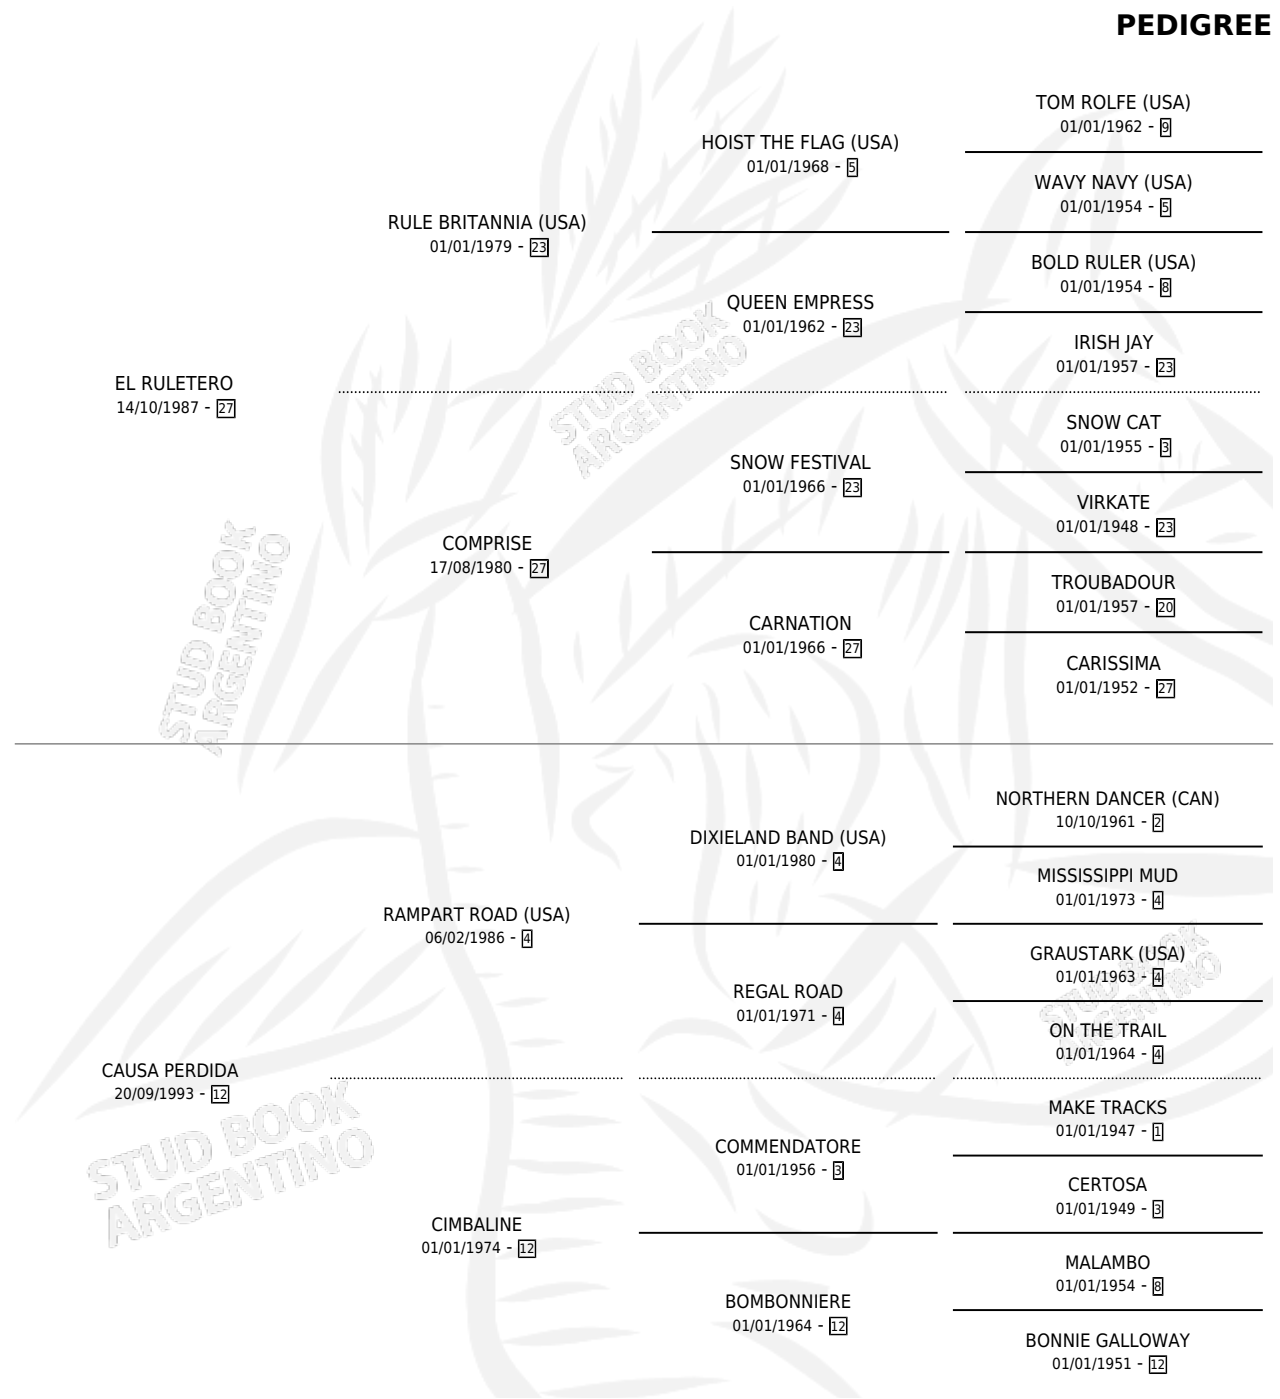 PEDIGREE
TOM ROLFE (USA)
01/01/1962 - 9
HOIST THE FLAG (USA)
01/01/1968 - 5
WAVY NAVY (USA)
01/01/1954 - 5
RULE BRITANNIA (USA)
01/01/1979 - 23
BOLD RULER (USA)
01/01/1954 - 8
QUEEN EMPRESS
01/01/1962 - 23
IRISH JAY
01/01/1957 - 23
EL RULETERO
14/10/1987 - 27
SNOW CAT
01/01/1955 - 3
SNOW FESTIVAL
01/01/1966 - 23
VIRKATE
01/01/1948 - 23
COMPRISE
17/08/1980 - 27
TROUBADOUR
01/01/1957 - 20
CARNATION
01/01/1966 - 27
CARISSIMA
01/01/1952 - 27
NORTHERN DANCER (CAN)
10/10/1961 - 2
DIXIELAND BAND (USA)
01/01/1980 - 4
MISSISSIPPI MUD
01/01/1973 - 4
RAMPART ROAD (USA)
06/02/1986 - 4
GRAUSTARK (USA)
01/01/1963 - 4
REGAL ROAD
01/01/1971 - 4
ON THE TRAIL
01/01/1964 - 4
CAUSA PERDIDA
20/09/1993 - 12
MAKE TRACKS
01/01/1947 - 1
COMMENDATORE
01/01/1956 - 3
CERTOSA
01/01/1949 - 3
CIMBALINE
01/01/1974 - 12
MALAMBO
01/01/1954 - 8
BOMBONNIERE
01/01/1964 - 12
BONNIE GALLOWAY
01/01/1951 - 12
STUD BOOK
ARGENTINO
STUD BOOK
ARGENTINO
STUD BOOK
ARGENTINO
STUD BOOK
ARGENTINO